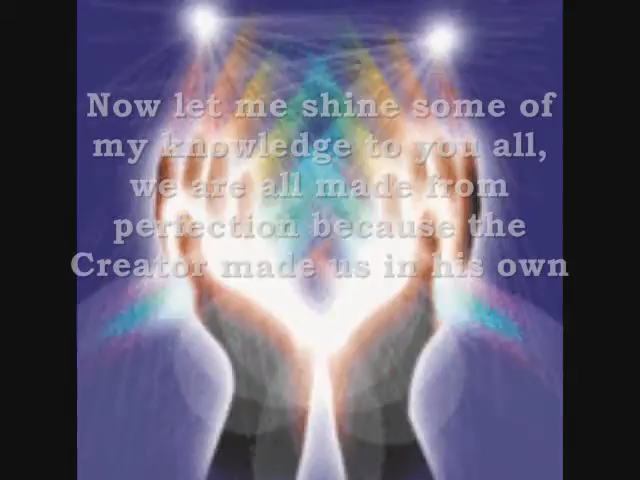 Now let me shine some of
my knowledge to you all,
we are all made from
perfection because the
Creator made us in his own